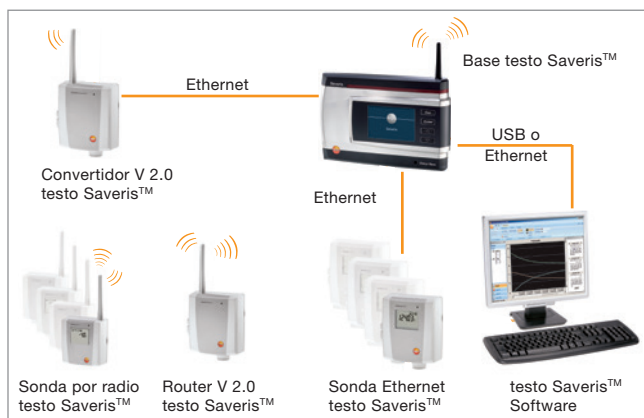 Base testo Saveris™
Ethernet
USB o
Ethernet
Convertidor V 2.0
testo Saveris™
Ethernet
Sonda por radio
testo Saveris™
Router V 2.0
testo Saveris™
Sonda Ethernet
testo Saveris™
testo Saveris™
Software